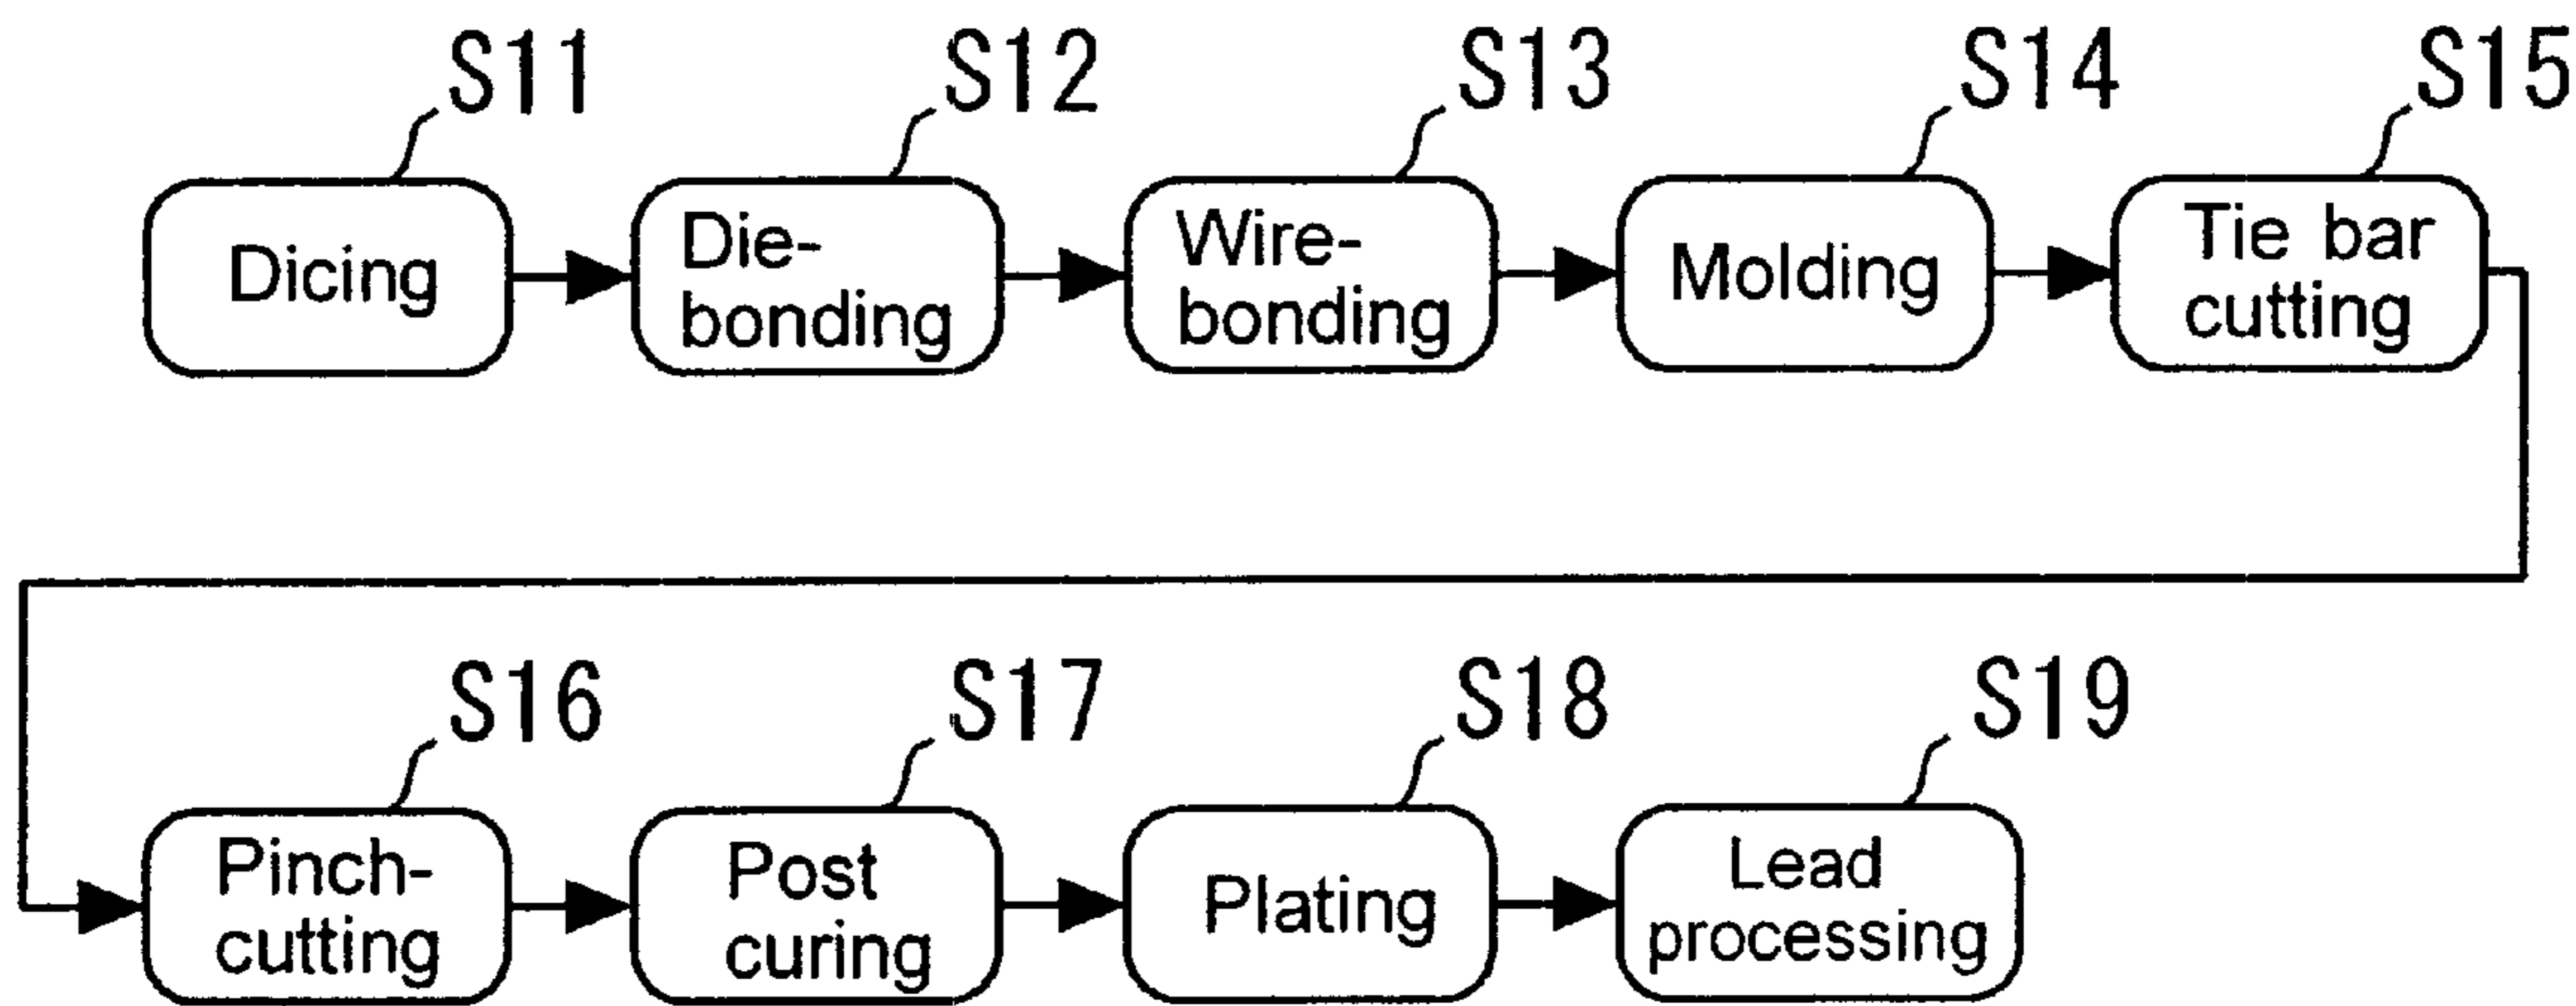 S11 S12 S13 S14 S15
Dicing
Die-
bonding
Wire-
bonding
Molding
Tie bar
cutting
S16 S17 S18 S19
Pinch-
cutting
Post
curing
Plating
Lead
processing